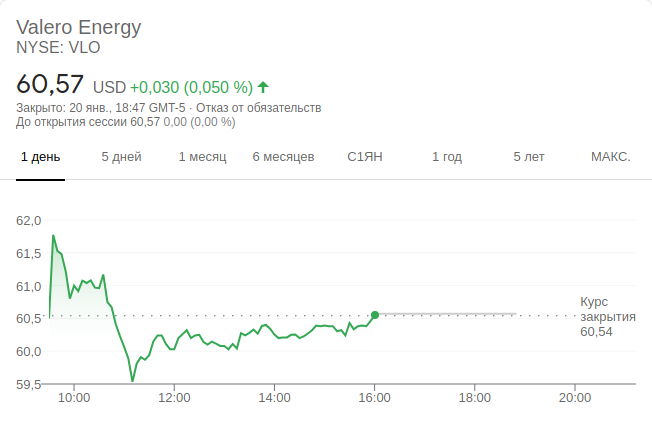 Valero Energy
NYSE: VLO
60,57 USD +0,030 (0,050 %)
Закрыто: 20 янв., 18:47 GMT-5 · Отказ от обязательств
До открытия сессии 60,57 0,00 (0,00 %)
1 день 5 дней 1 месяц 6 месяцев С1ЯН 1 год 5 лет МАКС.
62,0
61,5
61,0
60,5
60,0
59,5
Курс
закрытия
60,54
10:00 12:00 14:00 16:00 18:00 20:00